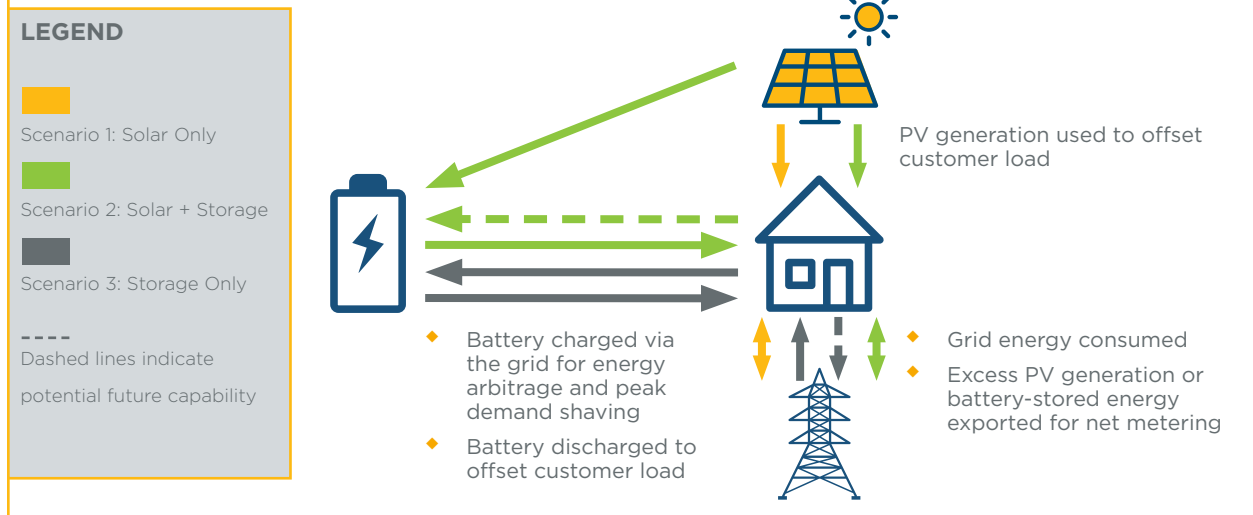 LEGEND
Scenario 1: Solar Only
Scenario 2: Solar + Storage
Scenario 3: Storage Only
Dashed lines indicate
potential future capability
PV generation used to offset
customer load
Battery charged via
the grid for energy
arbitrage and peak
demand shaving
Battery discharged to
offset customer load
Grid energy consumed
Excess PV generation or
battery-stored energy
exported for net metering